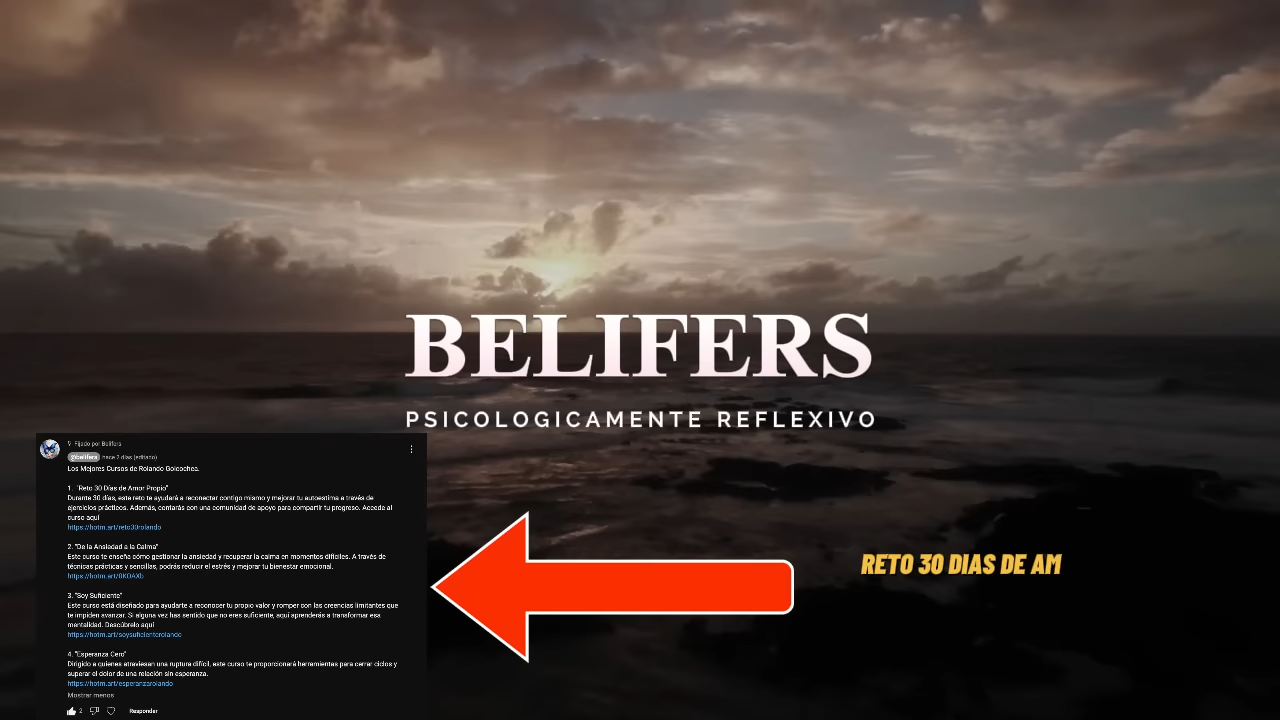 BELIFERS
PSICOLOGICAMENTE REFLEXIVO
Fijado por Belifers
@belifers hace 2 días (editado)
Los Mejores Cursos de Rolando Goicochea.
1. "Reto 30 Días de Amor Propio"
Durante 30 días, este reto te ayudará a reconectar contigo mismo y mejorar tu autoestima a través de
ejercicios prácticos. Además, contarás con una comunidad de apoyo para compartir tu progreso. Accede al
curso aquí
https://hotm.art/reto30rolando
2. "De la Ansiedad a la Calma"
Este curso te enseña cómo gestionar la ansiedad y recuperar la calma en momentos difíciles. A través de
técnicas prácticas y sencillas, podrás reducir el estrés y mejorar tu bienestar emocional.
https://hotm.art/0KOAXb
3. "Soy Suficiente"
Este curso está diseñado para ayudarte a reconocer tu propio valor y romper con las creencias limitantes que
te impiden avanzar. Si alguna vez has sentido que no eres suficiente, aquí aprenderás a transformar esa
mentalidad. Descúbrelo aquí
https://hotm.art/soysuficienterolando
4. "Esperanza Cero"
Dirigido a quienes atraviesan una ruptura difícil, este curso te proporcionará herramientas para cerrar ciclos y
superar el dolor de una relación sin esperanza.
https://hotm.art/esperanzarolando
Mostrar menos
2 Responder
RETO 30 DIAS DE AM